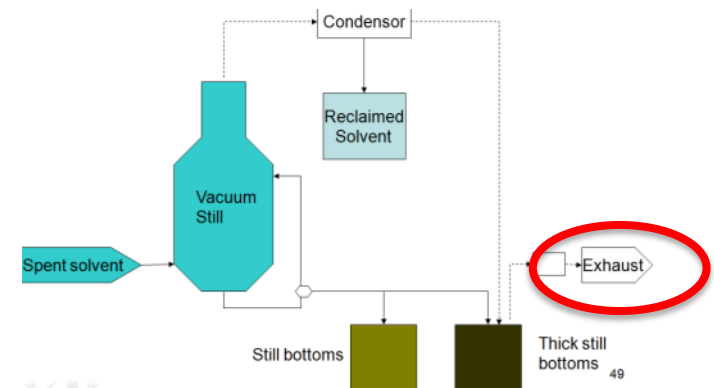 Condensor
Reclaimed
Solvent
Vacuum
Still
Spent solvent
Exhaust
Still bottoms
Thick still
bottoms
49